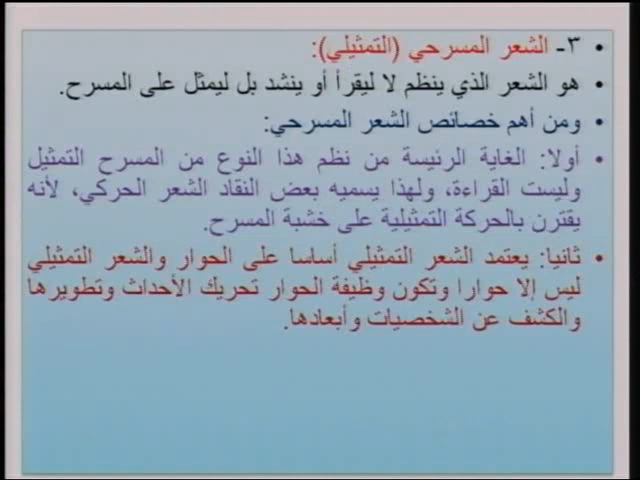 • ٣- الشعر المسرحي (التمثيلي):
• هو الشعر الذي ينظم لا ليقرأ أو ينشد بل ليمثل على المسرح.
• ومن أهم خصائص الشعر المسرحي:
• أولا: الغاية الرئيسة من نظم هذا النوع من المسرح التمثيل
وليست القراءة، ولهذا يسميه بعض النقاد الشعر الحركي، لأنه
يقترن بالحركة التمثيلية على خشبة المسرح.
• ثانيا: يعتمد الشعر التمثيلي أساسا على الحوار والشعر التمثيلي
ليس إلا حوارا وتكون وظيفة الحوار تحريك الأحداث وتطويرها
والكشف عن الشخصيات وأبعادها.